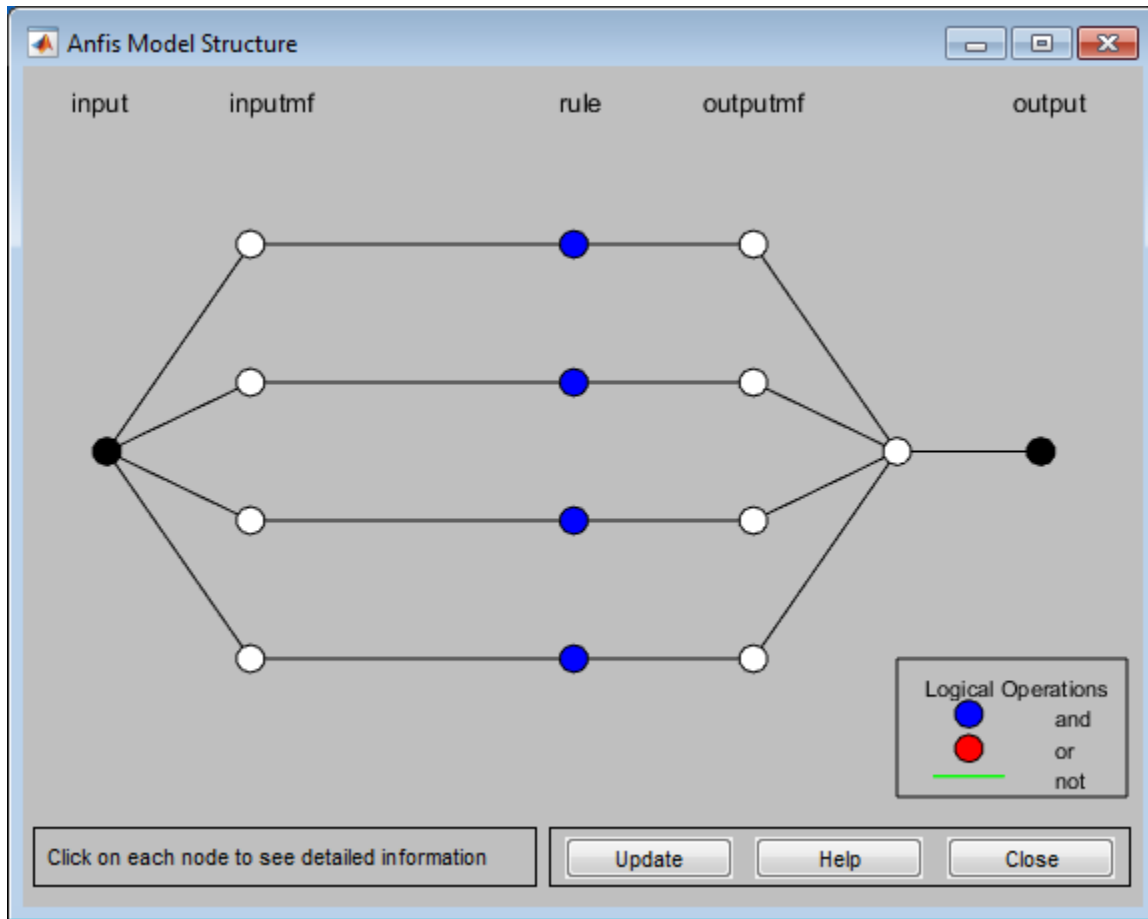 Anfis Model Structure
input inputmf rule outputmf output
Logical Operations
and
or
not
Click on each node to see detailed information
Update Help Close